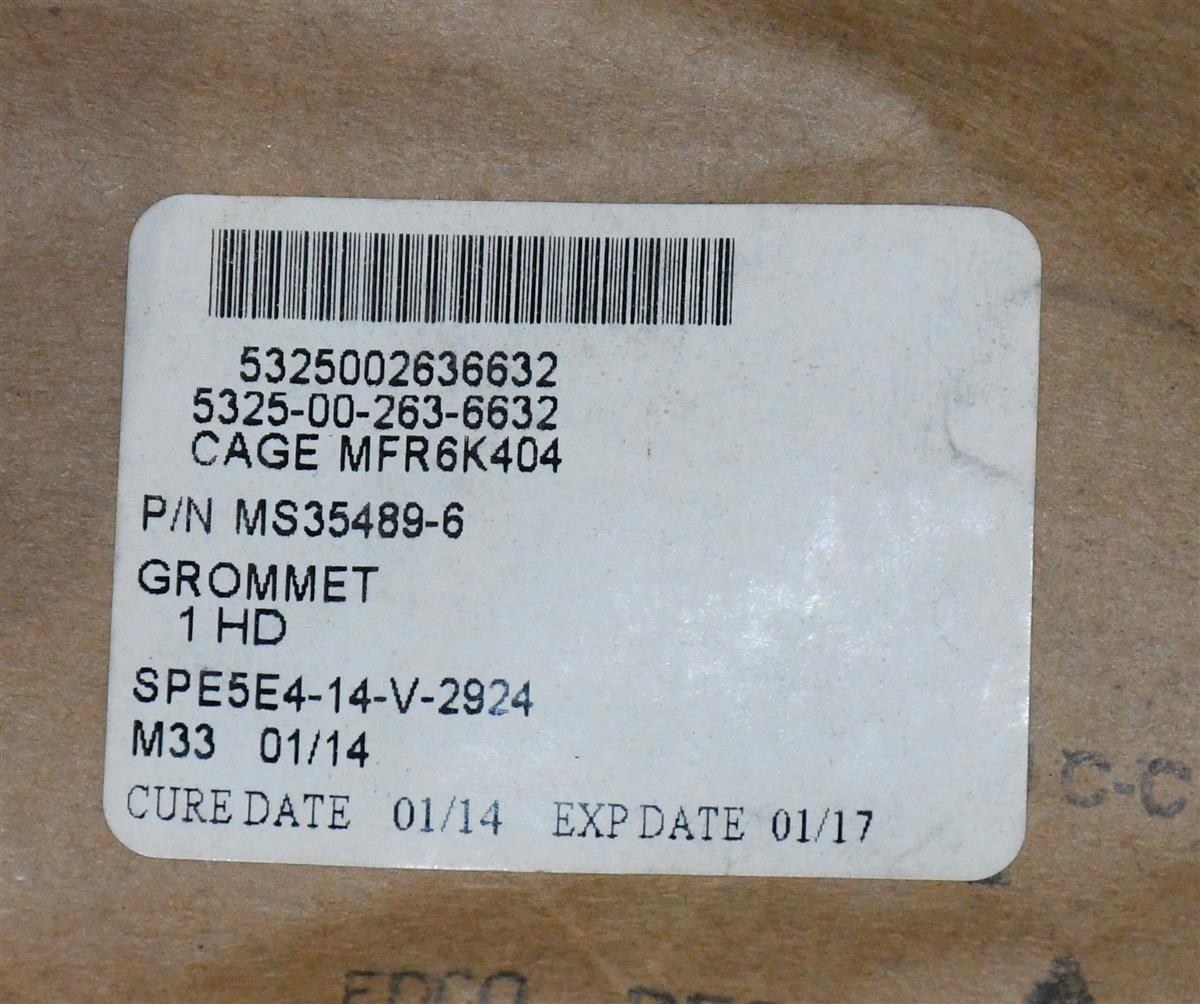 5325002636632
5325-00-263-6632
CAGE MFR6K404
P/N MS35489-6
GROMMET
1 HD
SPE5E4-14-V-2924
M33 01/14
CURE DATE 01/14 EXP DATE 01/17
C-C